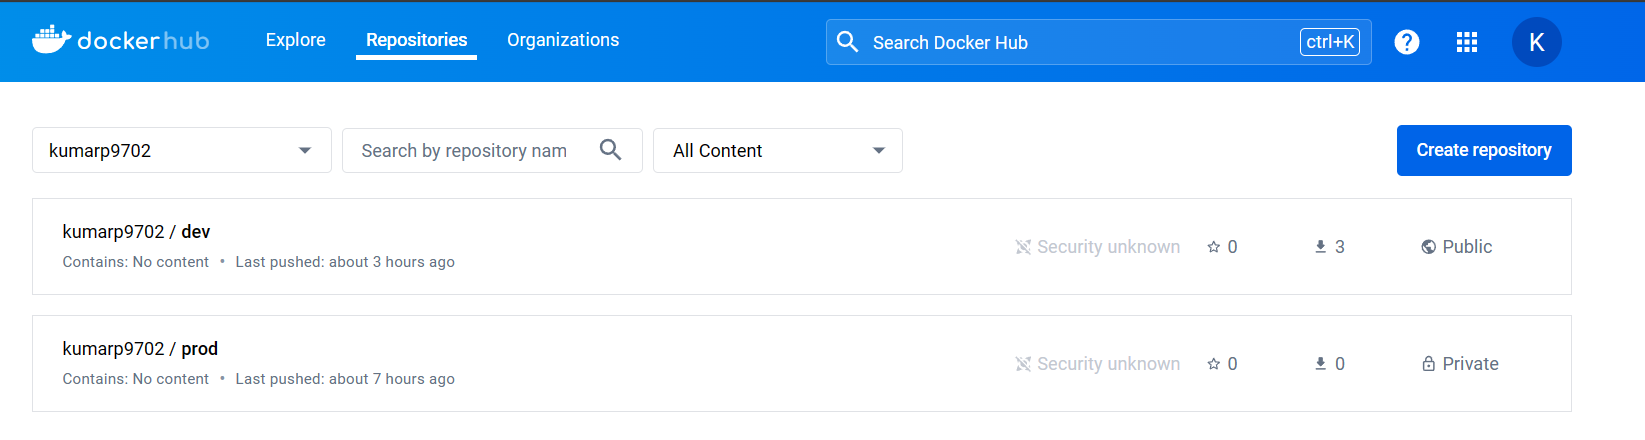 dockerhub Explore Repositories Organizations Search Docker Hub ctrl+K ? K
kumarp9702 Search by repository nam All Content Create repository
kumarp9702 / dev
Contains: No content • Last pushed: about 3 hours ago
Security unknown 0 3 Public
kumarp9702 / prod
Contains: No content • Last pushed: about 7 hours ago
Security unknown 0 0 Private